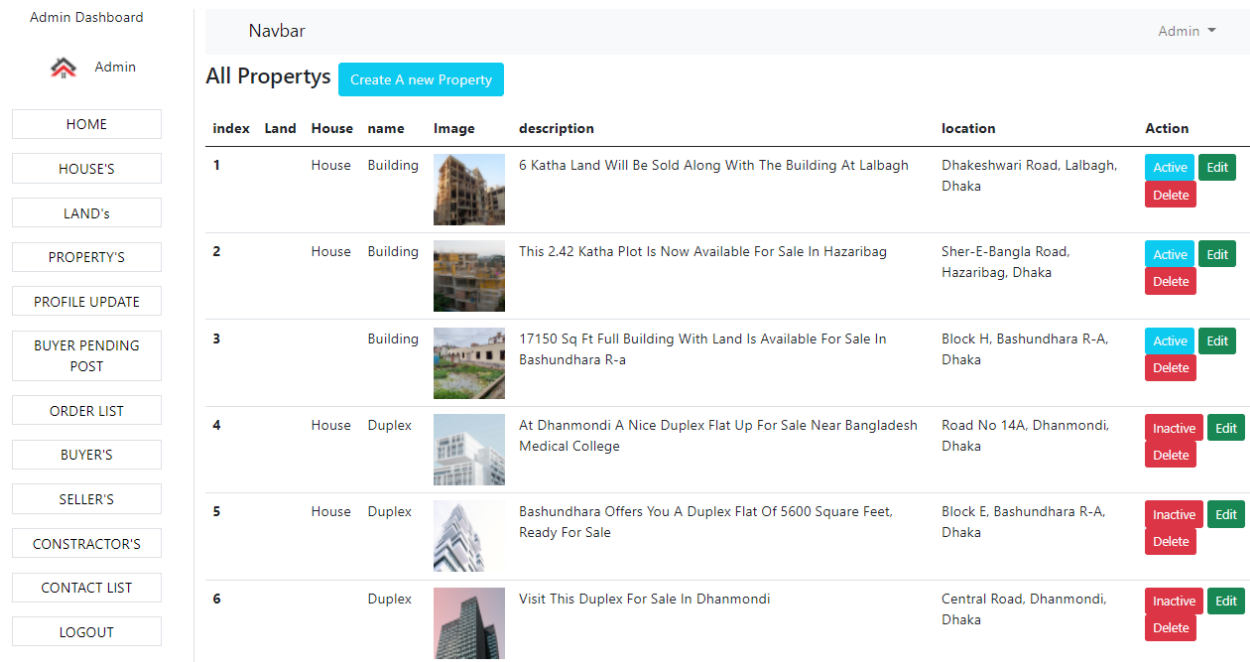 Admin Dashboard
Admin
HOME
HOUSE'S
LAND's
PROPERTY'S
PROFILE UPDATE
BUYER PENDING
POST
ORDER LIST
BUYER'S
SELLER'S
CONSTRACTOR'S
CONTACT LIST
LOGOUT
Navbar Admin
All Propertys Create A new Property
index Land House name Image description location Action
1 House Building 6 Katha Land Will Be Sold Along With The Building At Lalbagh Dhakeshwari Road, Lalbagh, Active Edit
Dhaka Delete
2 House Building This 2.42 Katha Plot Is Now Available For Sale In Hazaribag Sher-E-Bangla Road, Active Edit
Hazaribag, Dhaka Delete
3 Building 17150 Sq Ft Full Building With Land Is Available For Sale In Block H, Bashundhara R-A, Active Edit
Bashundhara R-a Dhaka Delete
4 House Duplex At Dhanmondi A Nice Duplex Flat Up For Sale Near Bangladesh Road No 14A, Dhanmondi, Inactive Edit
Medical College Dhaka Delete
5 House Duplex Bashundhara Offers You A Duplex Flat Of 5600 Square Feet, Block E, Bashundhara R-A, Inactive Edit
Ready For Sale Dhaka Delete
6 Duplex Visit This Duplex For Sale In Dhanmondi Central Road, Dhanmondi, Inactive Edit
Dhaka Delete